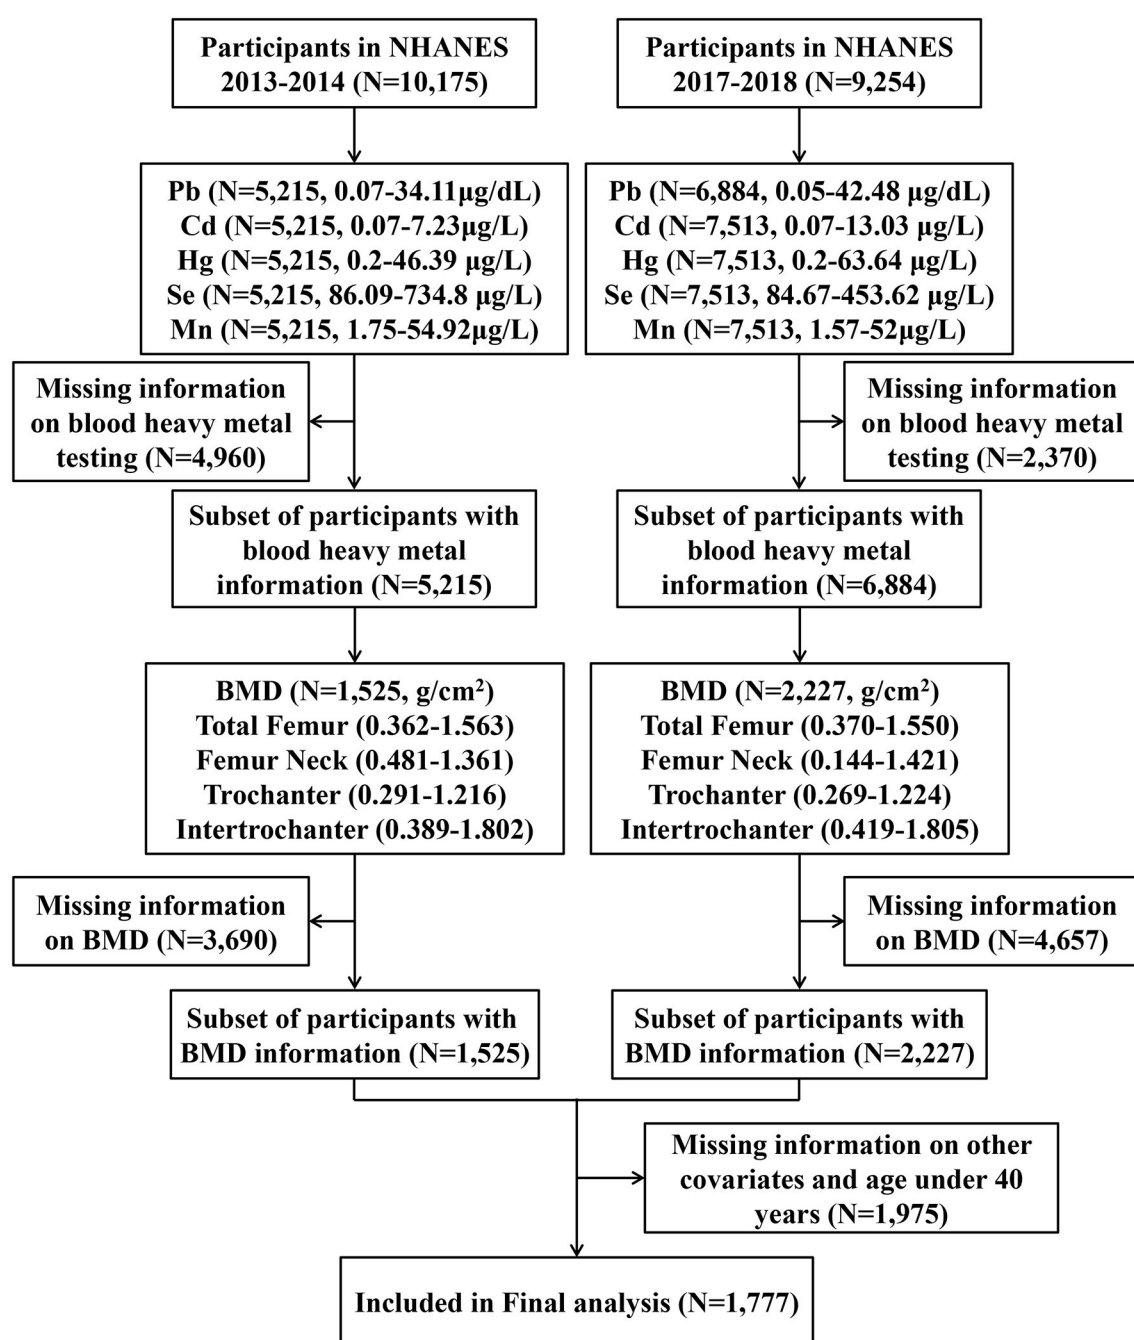 Participants in NHANES
2013-2014 (N=10,175)
Participants in NHANES
2017-2018 (N=9,254)
Pb (N=5,215, 0.07-34.11μg/dL)
Cd (N=5,215, 0.07-7.23μg/L)
Hg (N=5,215, 0.2-46.39 μg/L)
Se (N=5,215, 86.09-734.8 μg/L)
Mn (N=5,215, 1.75-54.92μg/L)
Pb (N=6,884, 0.05-42.48 μg/dL)
Cd (N=7,513, 0.07-13.03 μg/L)
Hg (N=7,513, 0.2-63.64 μg/L)
Se (N=7,513, 84.67-453.62 μg/L)
Mn (N=7,513, 1.57-52μg/L)
Missing information
on blood heavy metal
testing (N=4,960)
Missing information
on blood heavy metal
testing (N=2,370)
Subset of participants with
blood heavy metal
information (N=5,215)
Subset of participants with
blood heavy metal
information (N=6,884)
BMD (N=1,525, g/cm²)
Total Femur (0.362-1.563)
Femur Neck (0.481-1.361)
Trochanter (0.291-1.216)
Intertrochanter (0.389-1.802)
BMD (N=2,227, g/cm²)
Total Femur (0.370-1.550)
Femur Neck (0.144-1.421)
Trochanter (0.269-1.224)
Intertrochanter (0.419-1.805)
Missing information
on BMD (N=3,690)
Missing information
on BMD (N=4,657)
Subset of participants with
BMD information (N=1,525)
Subset of participants with
BMD information (N=2,227)
Missing information on other
covariates and age under 40
years (N=1,975)
Included in Final analysis (N=1,777)